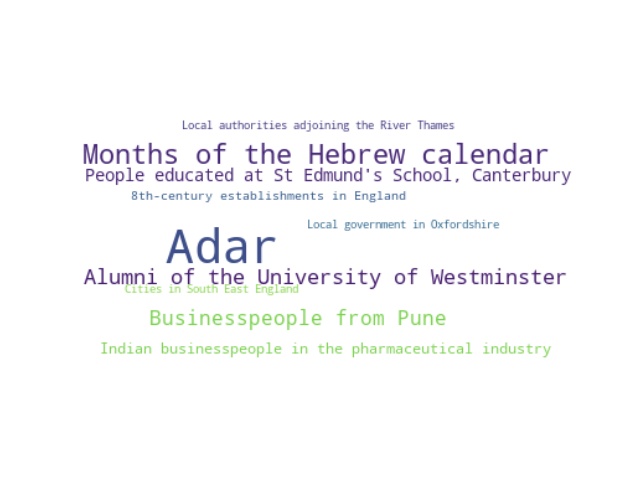 Local authorities adjoining the River Thames
Months of the Hebrew calendar
People educated at St Edmund's School, Canterbury
8th-century establishments in England
Local government in Oxfordshire
Adar
Alumni of the University of Westminster
Cities in South East England
Businesspeople from Pune
Indian businesspeople in the pharmaceutical industry